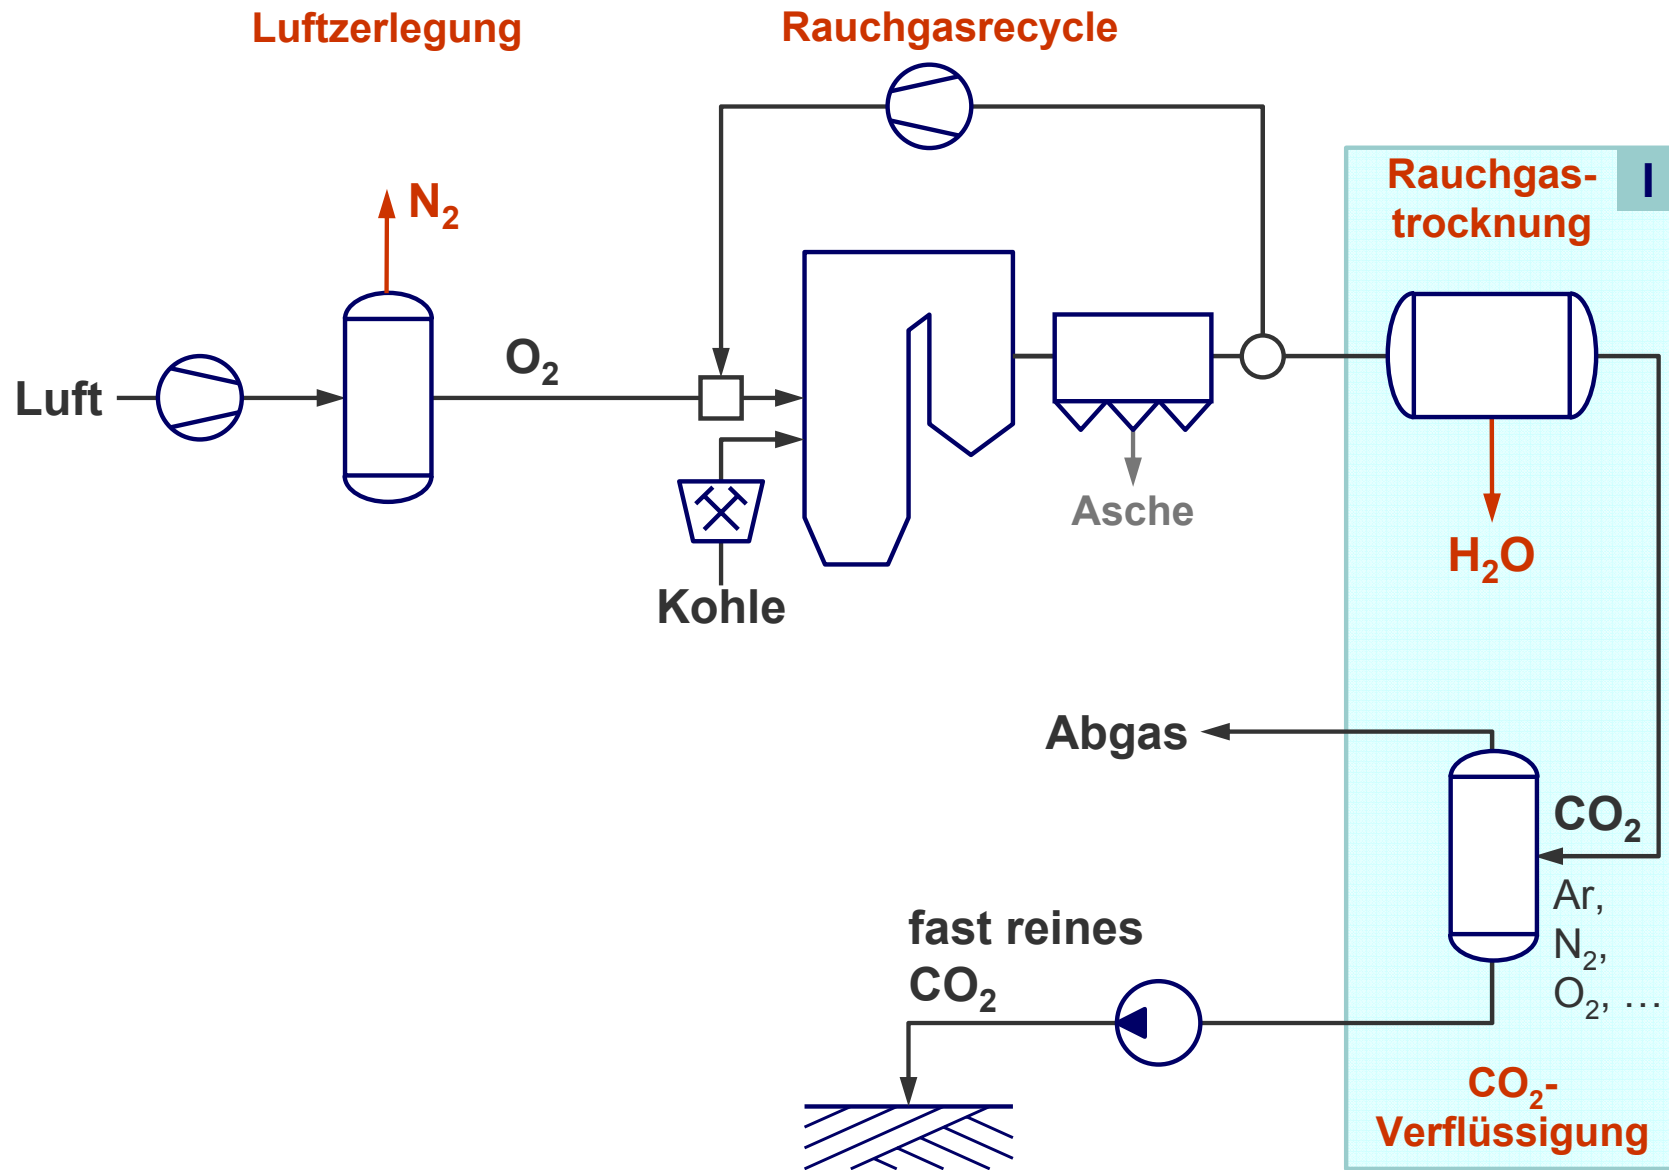 Luftzerlegung
Rauchgasrecycle
Rauchgas-
trocknung
I
N₂
O₂
Luft
Asche
H₂O
Kohle
Abgas
CO₂
Ar,
N₂,
O₂, …
fast reines
CO₂
CO₂-
Verflüssigung